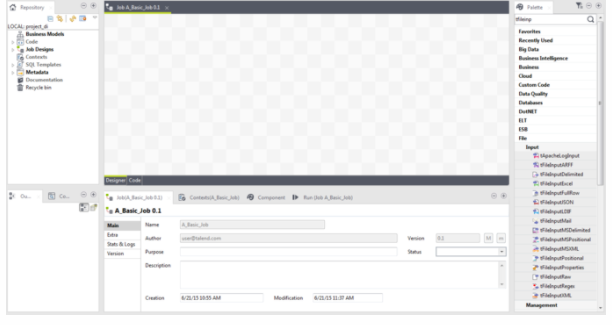 Repository
LOCAL: project_di
Business Models
Code
Job Designs
Contexts
SQL Templates
Metadata
Documentation
Recycle bin
Job A_Basic_Job 0.1
Designer Code
Ou...
Co...
Job(A_Basic_Job 0.1)
Contexts(A_Basic_Job)
Component
Run (Job A_Basic_Job)
A_Basic_Job 0.1
Main
Extra
Stats & Logs
Version
Name
A_Basic_Job
Author
user@talend.com
Version
0.1
M
m
Purpose
Status
Description
Creation
6/21/15 10:55 AM
Modification
6/21/15 11:37 AM
Palette
Favorites
Recently Used
Big Data
Business Intelligence
Business
Cloud
Custom Code
Data Quality
Databases
DotNET
ELT
ESB
File
Input
tApacheLogInput
tFileInputARFF
tFileInputDelimited
tFileInputExcel
tFileInputFullRow
tFileInputJSON
tFileInputLDIF
tFileInputMail
tFileInputMSDelimited
tFileInputMSPositional
tFileInputMSXML
tFileInputPositional
tFileInputProperties
tFileInputRaw
tFileInputRegex
tFileInputXML
Management